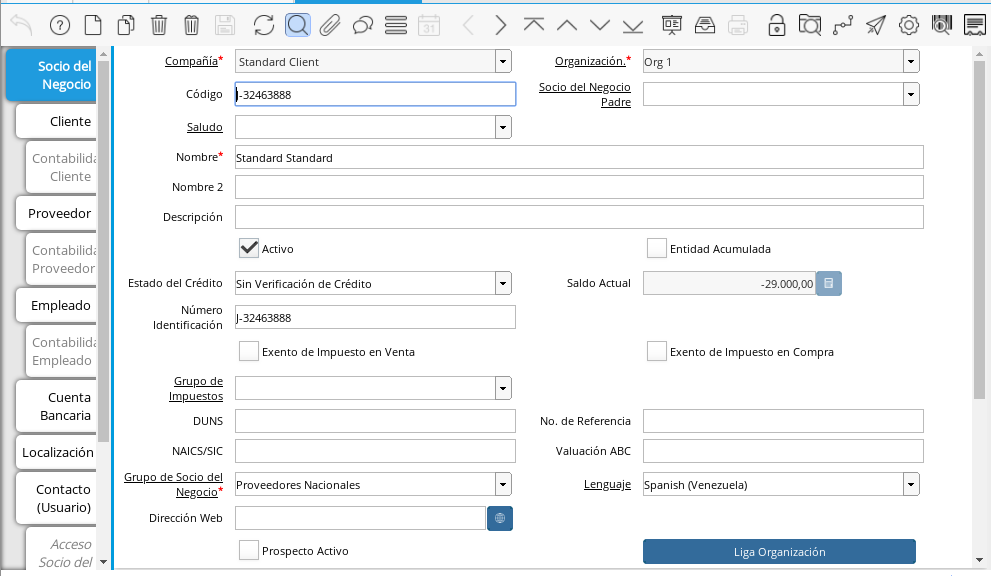 31
Socio del
Negocio
Cliente
Contabilida
Cliente
Proveedor
Contabilida
Proveedor
Empleado
Contabilida
Empleado
Cuenta
Bancaria
Localización
Contacto
(Usuario)
Acceso
Socio del
Compañía* Standard Client Organización.* Org 1
Código J-32463888 Socio del Negocio
Padre
Saludo
Nombre* Standard Standard
Nombre 2
Descripción
Activo Entidad Acumulada
Estado del Crédito Sin Verificación de Crédito Saldo Actual -29.000,00
Número
Identificación J-32463888
Exento de Impuesto en Venta Exento de Impuesto en Compra
Grupo de
Impuestos
DUNS No. de Referencia
NAICS/SIC Valuación ABC
Grupo de Socio del
Negocio* Proveedores Nacionales Lenguaje Spanish (Venezuela)
Dirección Web
Prospecto Activo Liga Organización